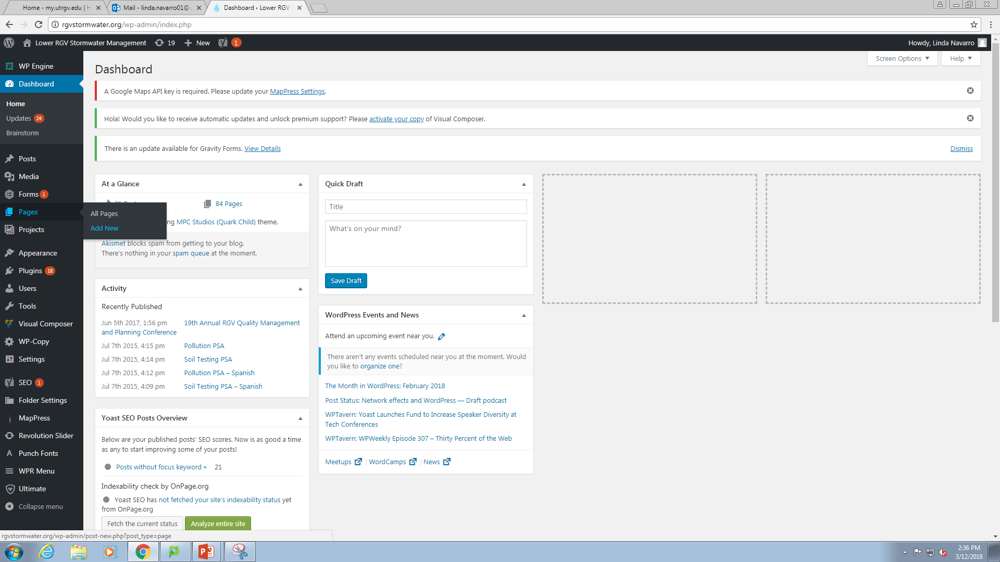 Home - my.utrgv.edu | H
Mail - linda.navarro01@u
Dashboard ‹ Lower RGV S
rgvstormwater.org/wp-admin/index.php
Lower RGV Stormwater Management
19
New
1
Howdy, Linda Navarro
WP Engine
Dashboard
Home
Updates 24
Brainstorm
Posts
Media
Forms 1
Pages
All Pages
Add New
Projects
Appearance
Plugins 18
Users
Tools
Visual Composer
WP-Copy
Settings
SEO 1
Folder Settings
MapPress
Revolution Slider
Punch Fonts
WPR Menu
Ultimate
Collapse menu
Screen Options
Help
Dashboard
A Google Maps API key is required. Please update your MapPress Settings.
Hola! Would you like to receive automatic updates and unlock premium support? Please activate your copy of Visual Composer.
There is an update available for Gravity Forms. View Details
Dismiss
At a Glance
84 Pages
ng MPC Studios (Quark Child) theme.
Akismet blocks spam from getting to your blog.
There's nothing in your spam queue at the moment.
Activity
Recently Published
Jun 5th 2017, 1:56 pm 19th Annual RGV Quality Management
and Planning Conference
Jul 7th 2015, 4:15 pm Pollution PSA
Jul 7th 2015, 4:14 pm Soil Testing PSA
Jul 7th 2015, 4:12 pm Pollution PSA – Spanish
Jul 7th 2015, 4:09 pm Soil Testing PSA – Spanish
Yoast SEO Posts Overview
Below are your published posts' SEO scores. Now is as good a time
as any to start improving some of your posts!
Posts without focus keyword » 21
Indexability check by OnPage.org
Yoast SEO has not fetched your site's indexability status yet
from OnPage.org
Fetch the current status
Analyze entire site
Quick Draft
Title
What's on your mind?
Save Draft
WordPress Events and News
Attend an upcoming event near you.
There aren't any events scheduled near you at the moment. Would
you like to organize one?
The Month in WordPress: February 2018
Post Status: Network effects and WordPress — Draft podcast
WPTavern: Yoast Launches Fund to Increase Speaker Diversity at
Tech Conferences
WPTavern: WPWeekly Episode 307 – Thirty Percent of the Web
Meetups | WordCamps | News
rgvstormwater.org/wp-admin/post-new.php?post_type=page
2:36 PM
3/12/2018